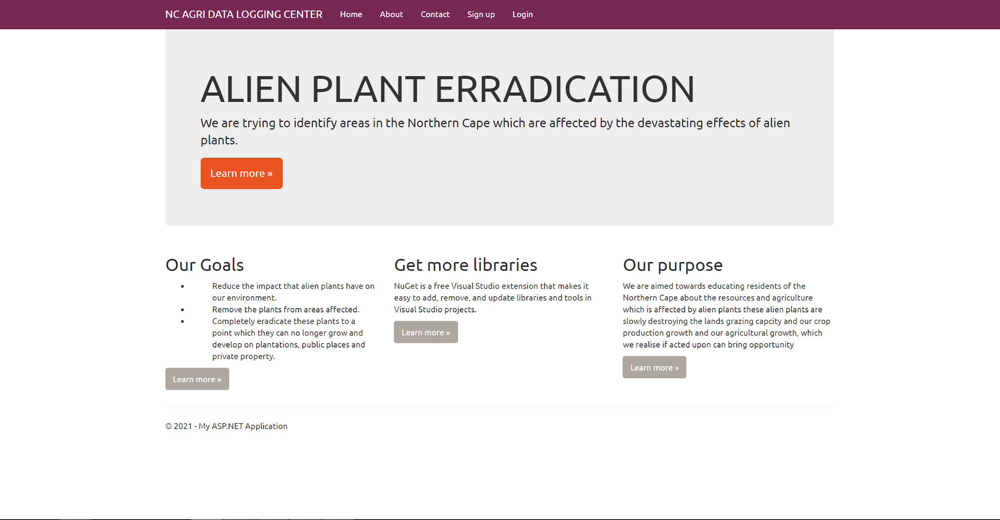 NC AGRI DATA LOGGING CENTER Home About Contact Sign up Login
ALIEN PLANT ERRADICATION
We are trying to identify areas in the Northern Cape which are affected by the devastating effects of alien
plants.
Learn more »
Our Goals
• Reduce the impact that alien plants have on
our environment.
• Remove the plants from areas affected.
• Completely eradicate these plants to a
point which they can no longer grow and
develop on plantations, public places and
private property.
Learn more »
Get more libraries
NuGet is a free Visual Studio extension that makes it
easy to add, remove, and update libraries and tools in
Visual Studio projects.
Learn more »
Our purpose
We are aimed towards educating residents of the
Northern Cape about the resources and agriculture
which is affected by alien plants these alien plants are
slowly destroying the lands grazing capcity and our crop
production growth and our agricultural growth, which
we realise if acted upon can bring opportunity
Learn more »
© 2021 - My ASP.NET Application